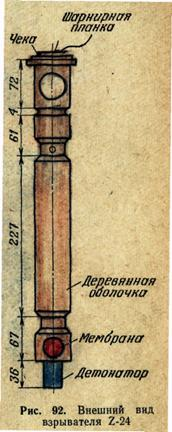 Шарнирная
планка
Чека
72
4
61
227
Деревянная
оболочка
67
Мембрана
36
Детонатор
Рис. 92. Внешний вид
взрывателя Z-24